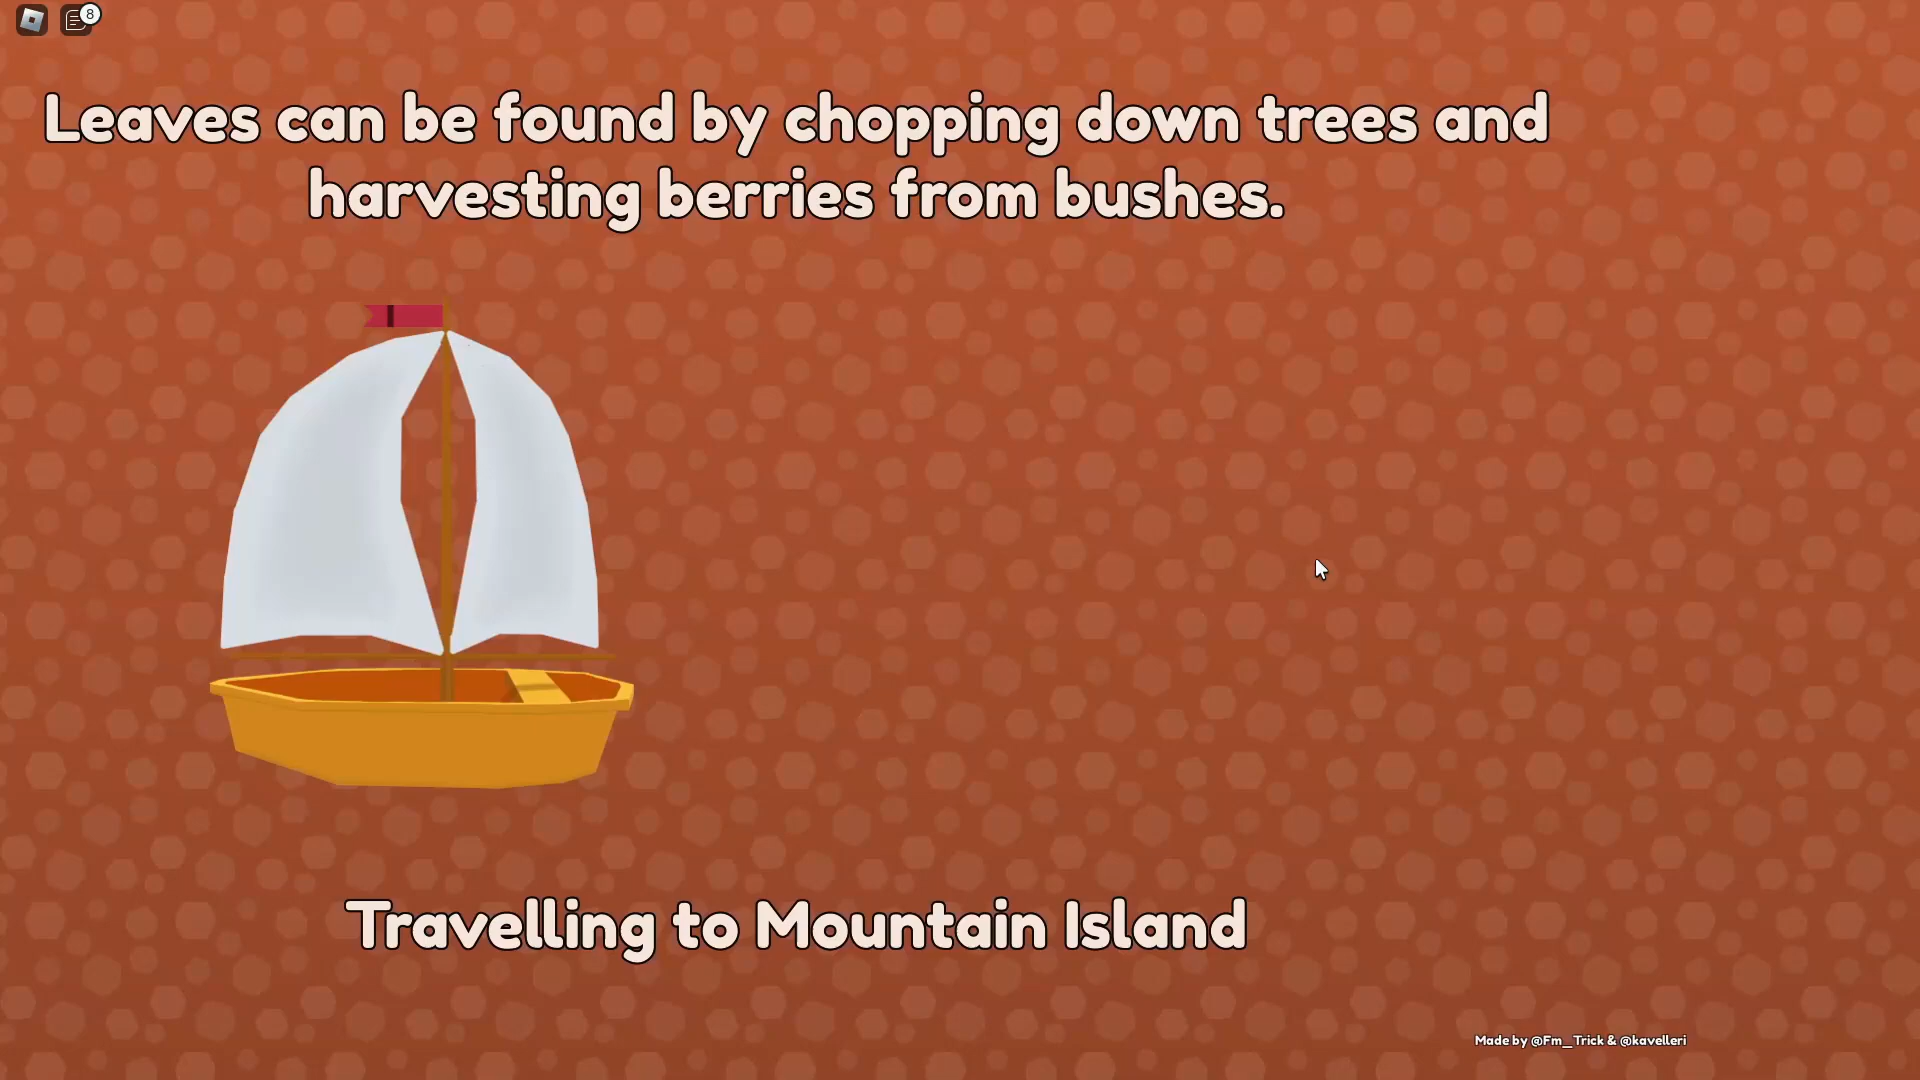 8
Leaves can be found by chopping down trees and
harvesting berries from bushes.
Travelling to Mountain Island
Made by @Fm_Trick & @kavelleri